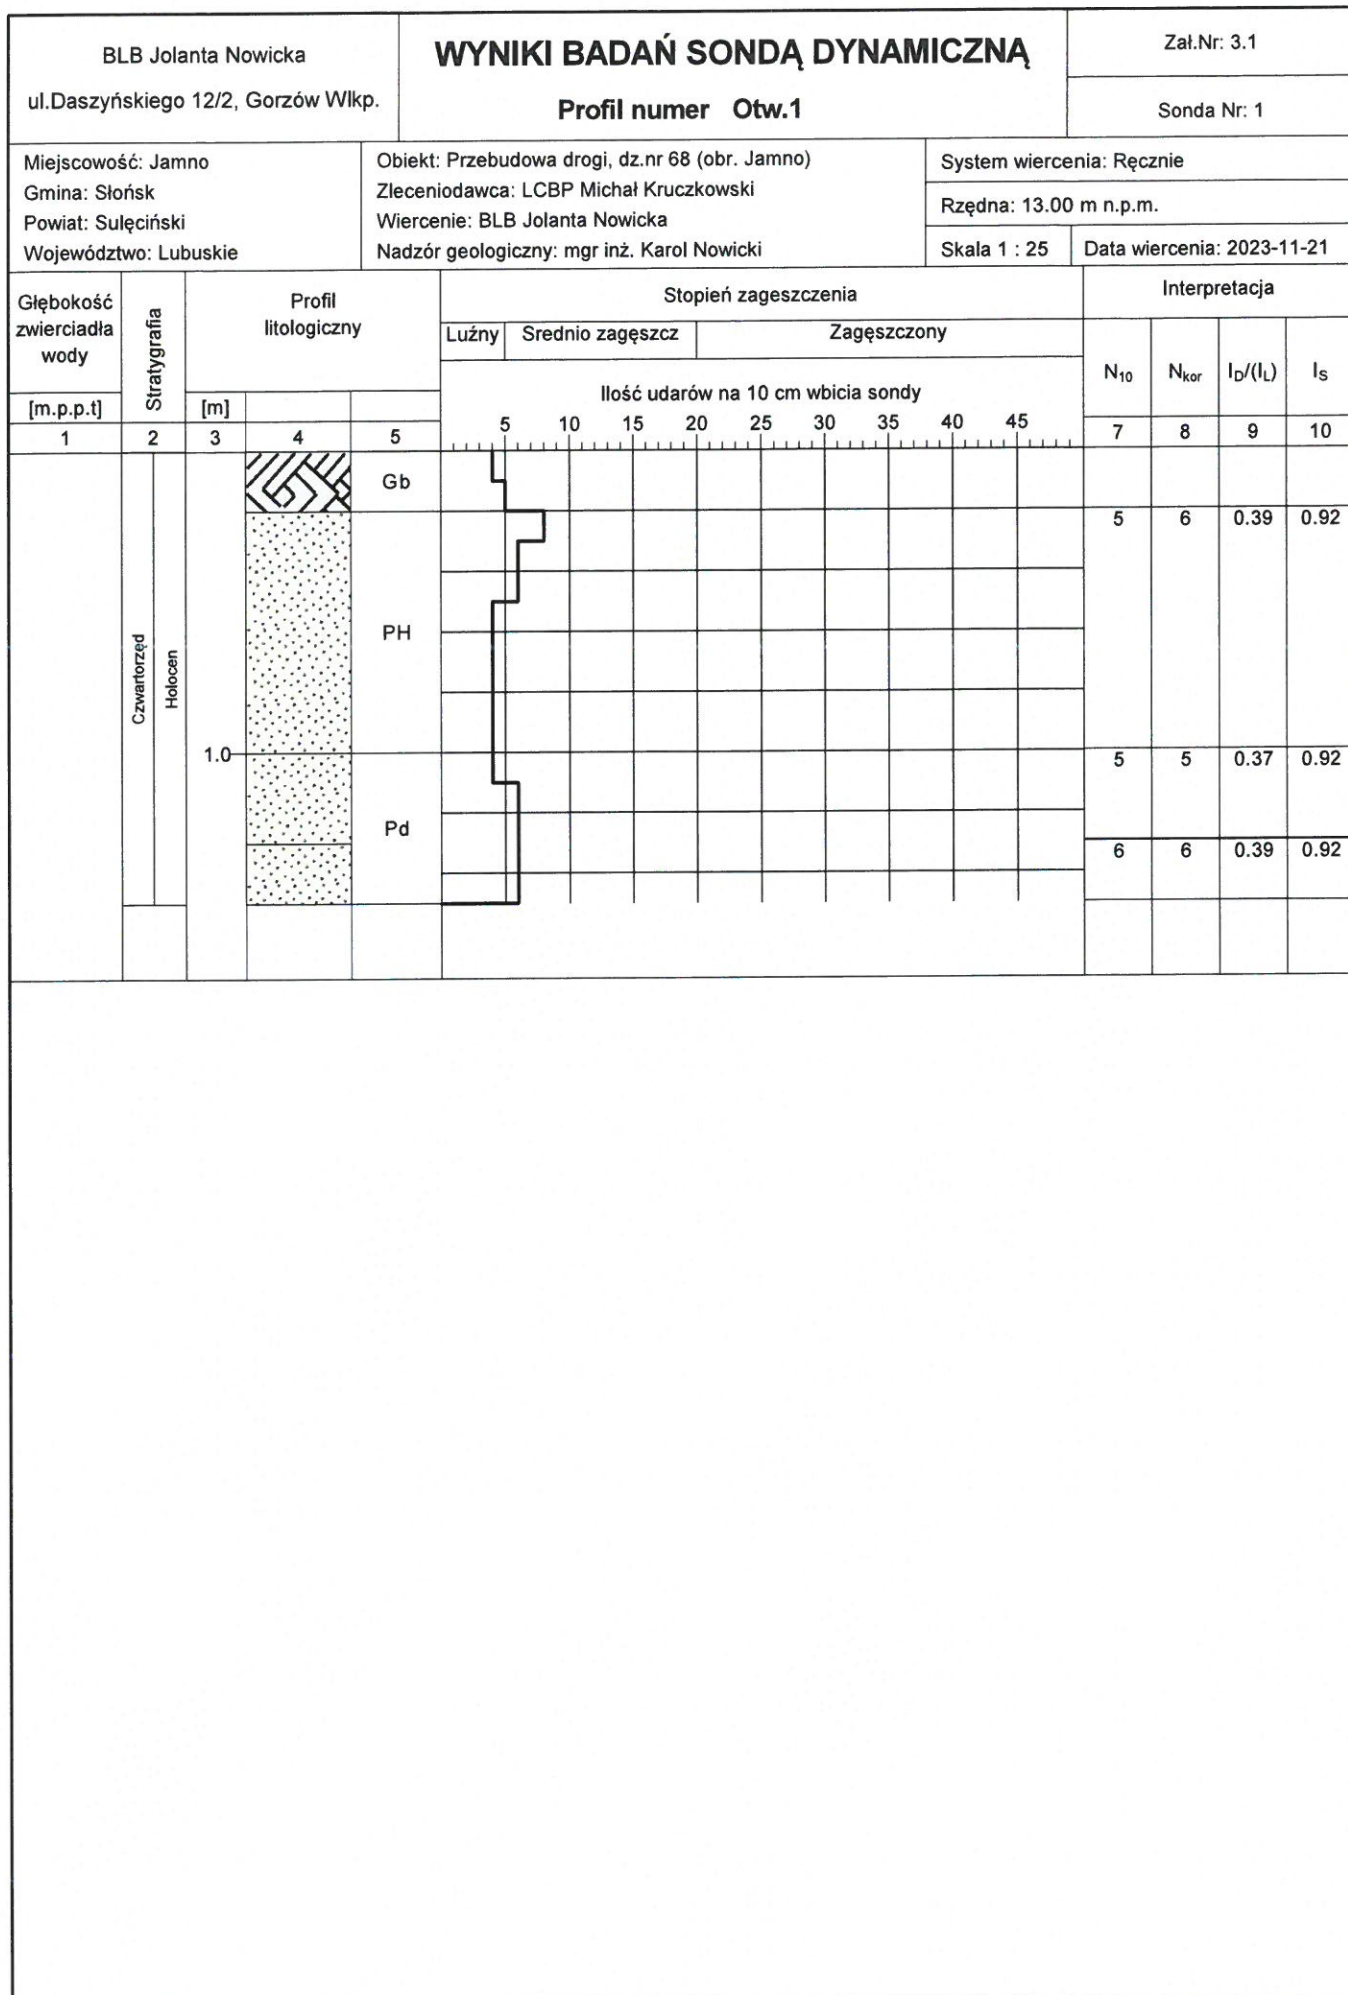 BLB Jolanta Nowicka
ul.Daszyńskiego 12/2, Gorzów Wlkp.
WYNIKI BADAŃ SONDĄ DYNAMICZNĄ
Profil numer Otw.1
Zał.Nr: 3.1
Sonda Nr: 1
Miejscowość: Jamno
Gmina: Słońsk
Powiat: Sulęciński
Województwo: Lubuskie
Obiekt: Przebudowa drogi, dz.nr 68 (obr. Jamno)
Zleceniodawca: LCBP Michał Kruczkowski
Wiercenie: BLB Jolanta Nowicka
Nadzór geologiczny: mgr inż. Karol Nowicki
System wiercenia: Ręcznie
Rzędna: 13.00 m n.p.m.
Skala 1 : 25
Data wiercenia: 2023-11-21
Głębokość
zwierciadła
wody
[m.p.p.t]
Stratygrafia
Profil
litologiczny
[m]
Stopień zageszczenia
Luźny Srednio zagęszcz Zagęszczony
Ilość udarów na 10 cm wbicia sondy
5 10 15 20 25 30 35 40 45
Interpretacja
N10 Nkor ID/(IL) IS
1 2 3 4 5 7 8 9 10
Czwartorzęd
Holocen
Gb
5 6 0.39 0.92
PH
1.0
5 5 0.37 0.92
Pd
6 6 0.39 0.92